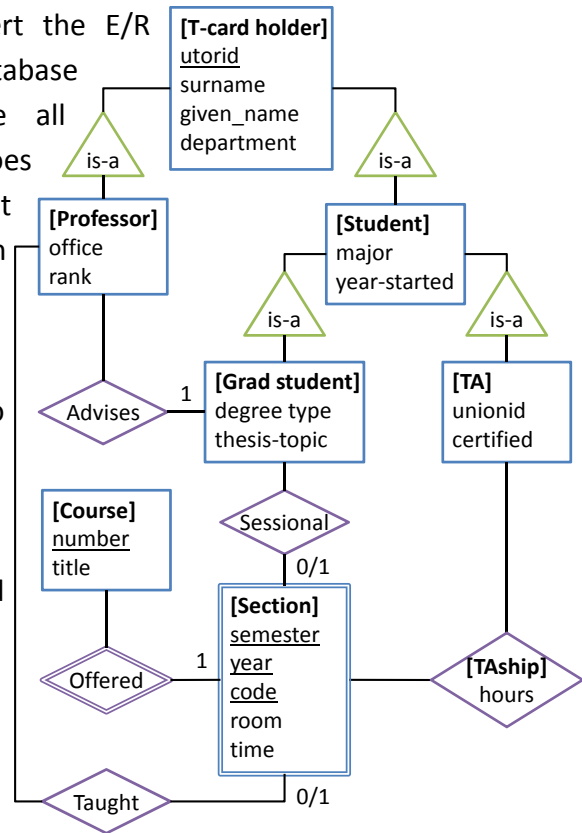 ert the E/R
tabase
e all
pes
t
n
o
d
[T-card holder]
utorid
surname
given_name
department
is-a
is-a
[Professor]
office
rank
[Student]
major
year-started
is-a
is-a
Advises
1
[Grad student]
degree type
thesis-topic
[TA]
unionid
certified
[Course]
number
title
Sessional
0/1
Offered
1
[Section]
semester
year
code
room
time
[TAship]
hours
Taught
0/1